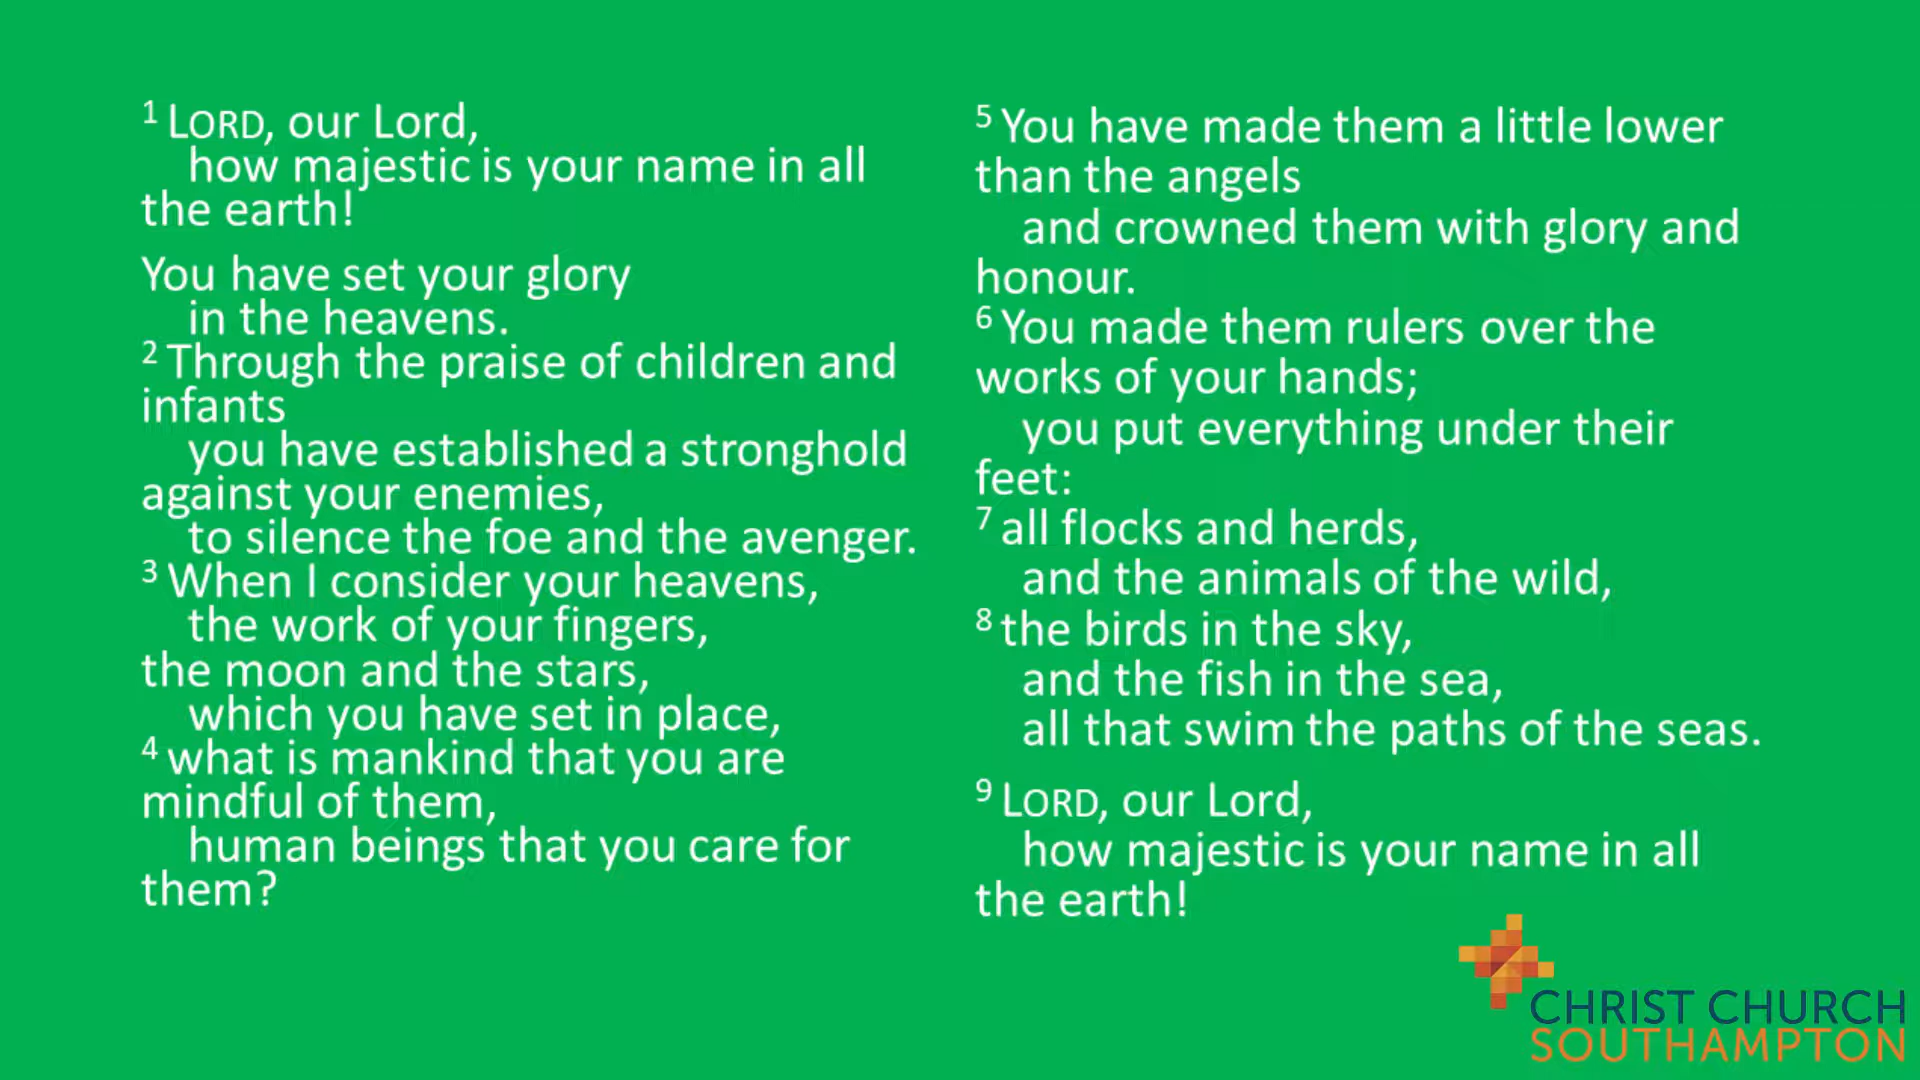 1 LORD, our Lord,
how majestic is your name in all
the earth!
You have set your glory
in the heavens.
2 Through the praise of children and
infants
you have established a stronghold
against your enemies,
to silence the foe and the avenger.
3 When I consider your heavens,
the work of your fingers,
the moon and the stars,
which you have set in place,
4 what is mankind that you are
mindful of them,
human beings that you care for
them?
5 You have made them a little lower
than the angels
and crowned them with glory and
honour.
6 You made them rulers over the
works of your hands;
you put everything under their
feet:
7 all flocks and herds,
and the animals of the wild,
8 the birds in the sky,
and the fish in the sea,
all that swim the paths of the seas.
9 LORD, our Lord,
how majestic is your name in all
the earth!
CHRIST CHURCH
SOUTHAMPTON